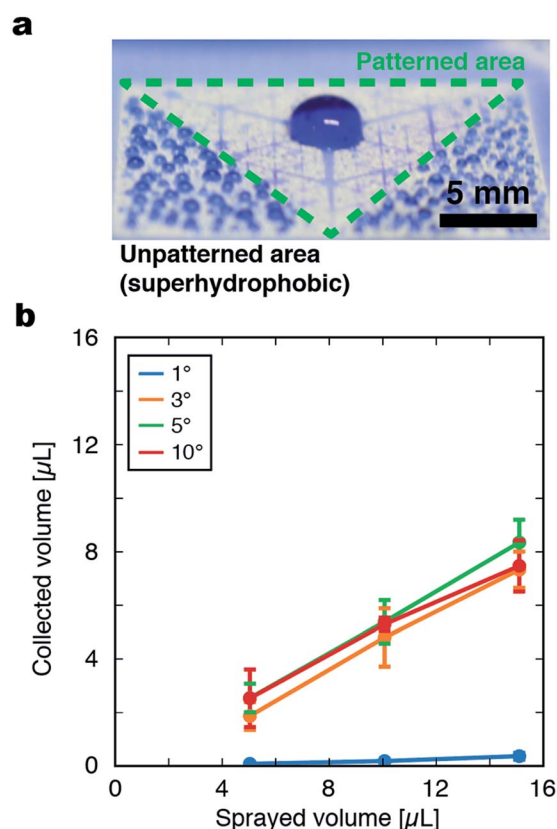 a
Patterned area
5 mm
Unpatterned area
(superhydrophobic)
b
16
12
8
4
0
Collected volume [µL]
1°
3°
5°
10°
0 4 8 12 16
Sprayed volume [µL]